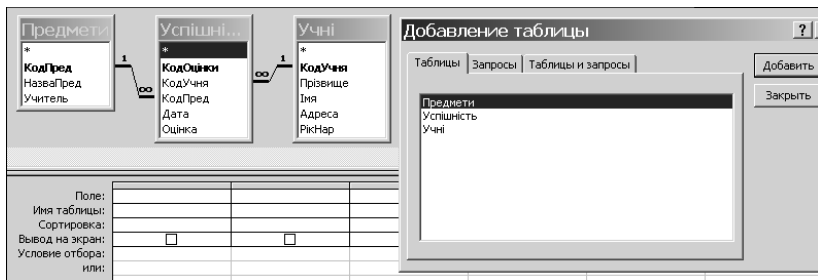 Предмети
*
КодПред
НазваПред
Учитель
1
∞
Успішні...
*
КодОцінки
КодУчня
КодПред
Дата
Оцінка
∞
1
Учні
*
КодУчня
Прізвище
Імя
Адреса
РікНар
Добавление таблицы
?
Таблицы Запросы Таблицы и запросы
Добавить
Закрыть
Предмети
Успішність
Учні
Поле:
Имя таблицы:
Сортировка:
Вывод на экран:
Условие отбора:
или: